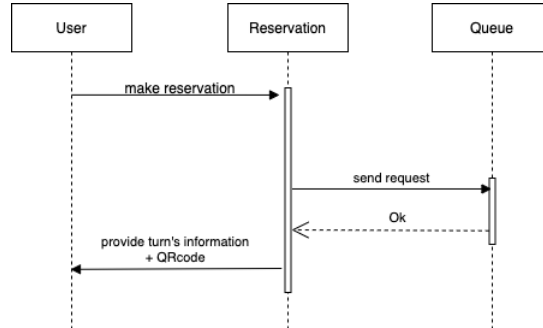 User
Reservation
Queue
make reservation
send request
Ok
provide turn's information
+ QRcode